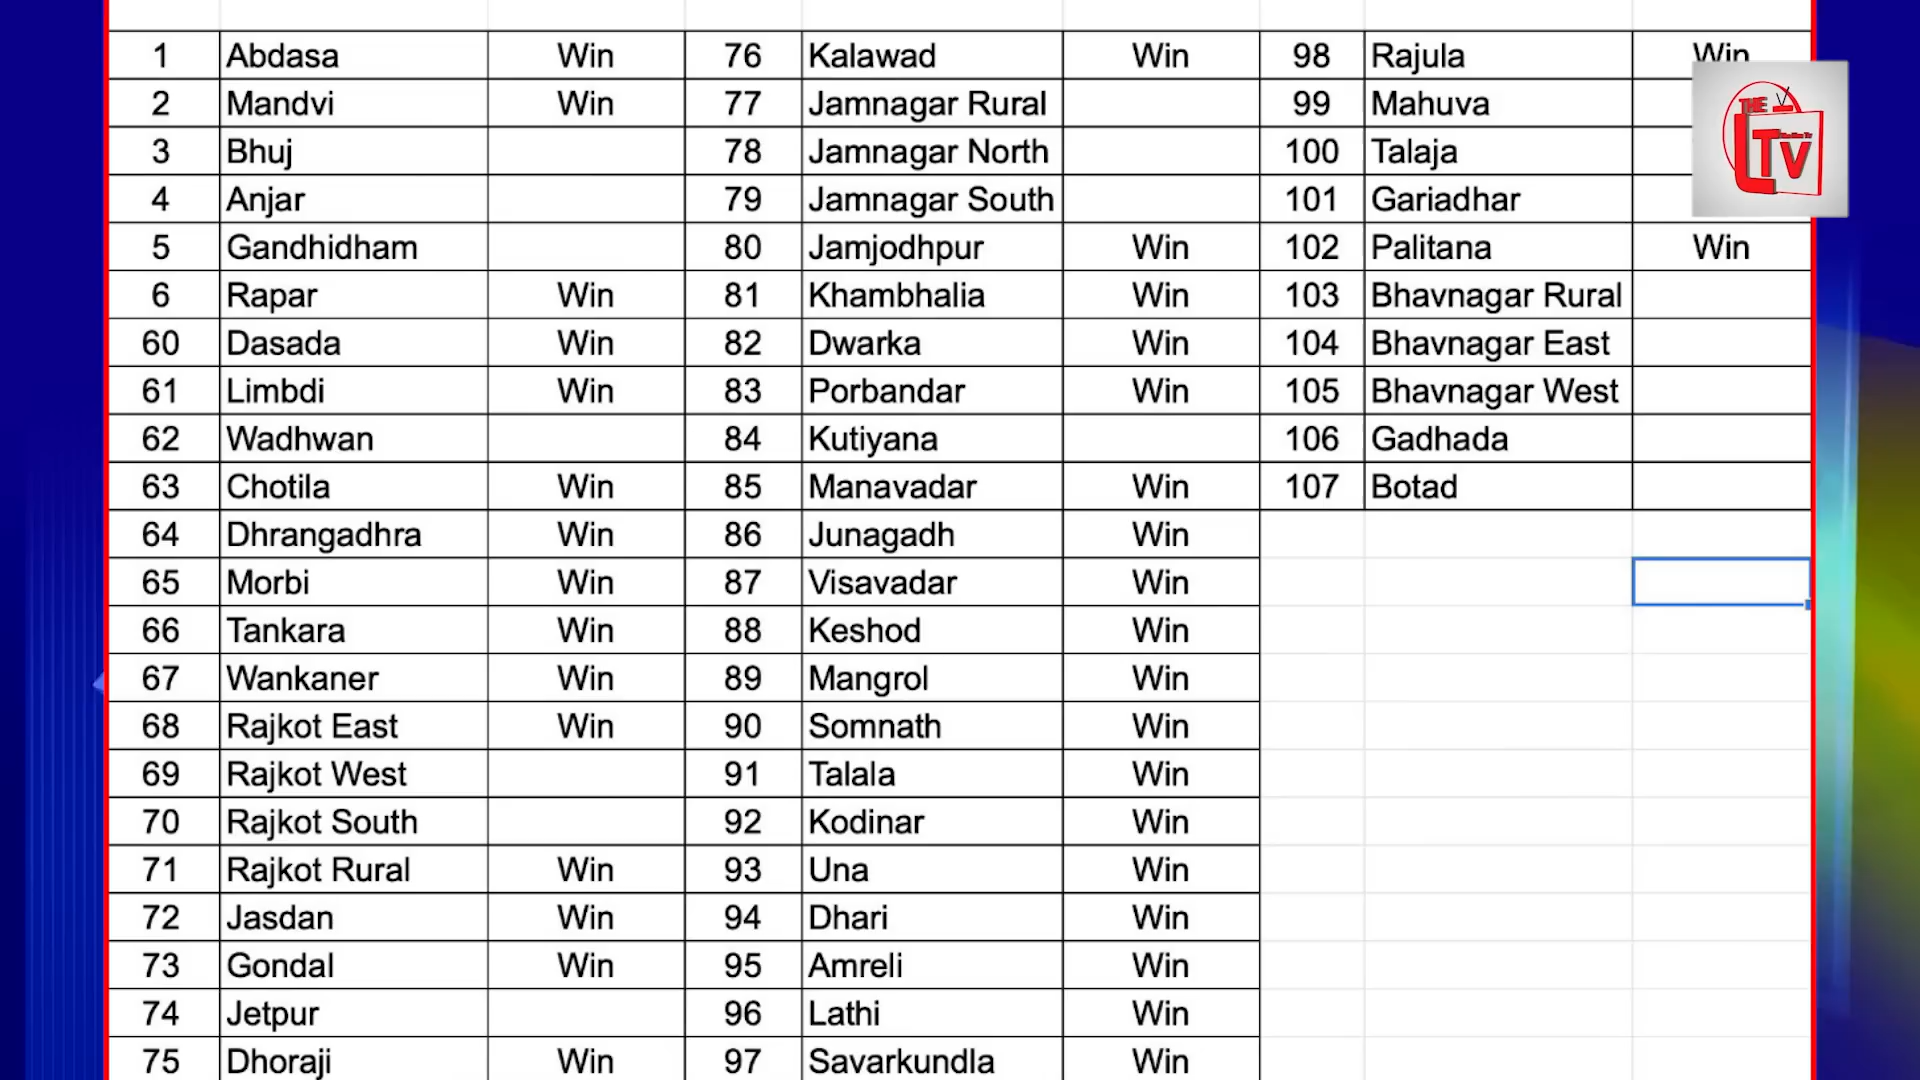 1 Abdasa Win 76 Kalawad Win 98 Rajula Win
2 Mandvi Win 77 Jamnagar Rural 99 Mahuva
3 Bhuj 78 Jamnagar North 100 Talaja
4 Anjar 79 Jamnagar South 101 Gariadhar
5 Gandhidham 80 Jamjodhpur Win 102 Palitana Win
6 Rapar Win 81 Khambhalia Win 103 Bhavnagar Rural
60 Dasada Win 82 Dwarka Win 104 Bhavnagar East
61 Limbdi Win 83 Porbandar Win 105 Bhavnagar West
62 Wadhwan 84 Kutiyana 106 Gadhada
63 Chotila Win 85 Manavadar Win 107 Botad
64 Dhrangadhra Win 86 Junagadh Win
65 Morbi Win 87 Visavadar Win
66 Tankara Win 88 Keshod Win
67 Wankaner Win 89 Mangrol Win
68 Rajkot East Win 90 Somnath Win
69 Rajkot West 91 Talala Win
70 Rajkot South 92 Kodinar Win
71 Rajkot Rural Win 93 Una Win
72 Jasdan Win 94 Dhari Win
73 Gondal Win 95 Amreli Win
74 Jetpur 96 Lathi Win
75 Dhoraji Win 97 Savarkundla Win
THE
LTV